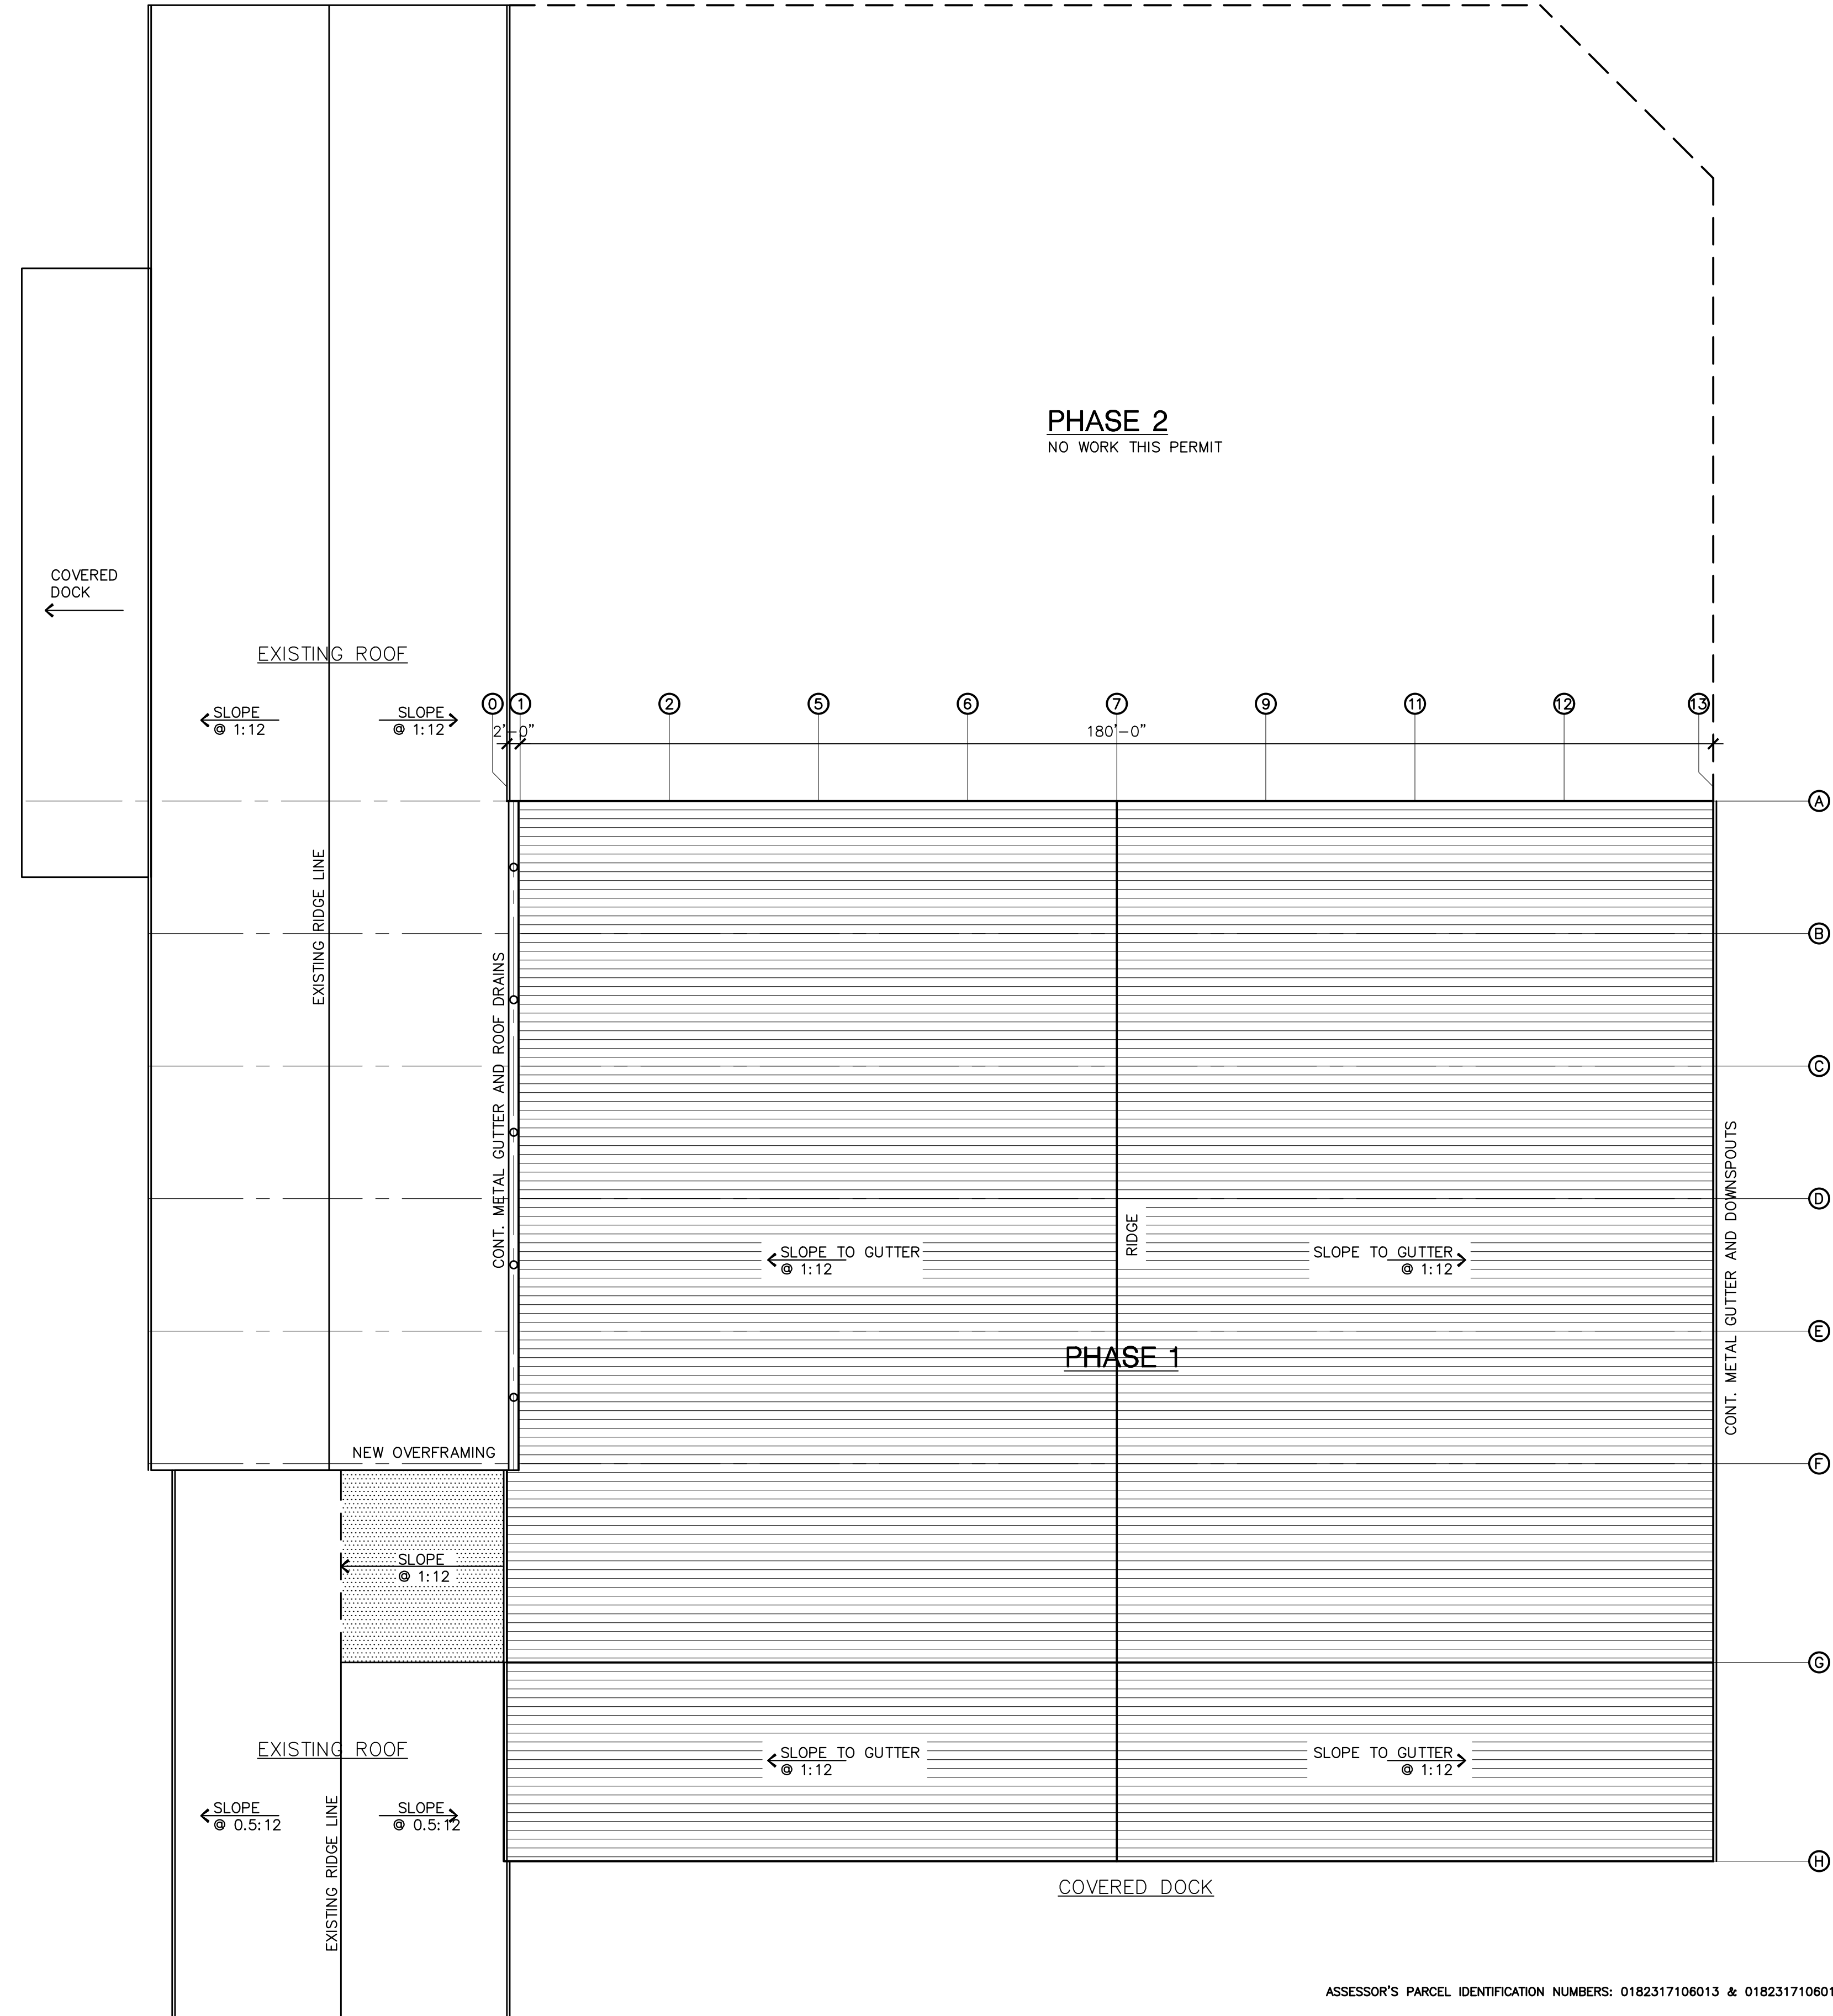 PHASE 2
NO WORK THIS PERMIT
COVERED
DOCK
EXISTING ROOF
SLOPE
@ 1:12
SLOPE
@ 1:12
0 1 2 5 6 7 9 11 12 13
2'-0"
180'-0"
A
B
C
D
E
F
G
H
EXISTING RIDGE LINE
CONT. METAL GUTTER AND ROOF DRAINS
RIDGE
CONT. METAL GUTTER AND DOWNSPOUTS
SLOPE TO GUTTER
@ 1:12
SLOPE TO GUTTER
@ 1:12
PHASE 1
NEW OVERFRAMING
SLOPE
@ 1:12
EXISTING ROOF
SLOPE TO GUTTER
@ 1:12
SLOPE TO GUTTER
@ 1:12
SLOPE
@ 0.5:12
SLOPE
@ 0.5:12
EXISTING RIDGE LINE
COVERED DOCK
ASSESSOR'S PARCEL IDENTIFICATION NUMBERS: 0182317106013 & 018231710601